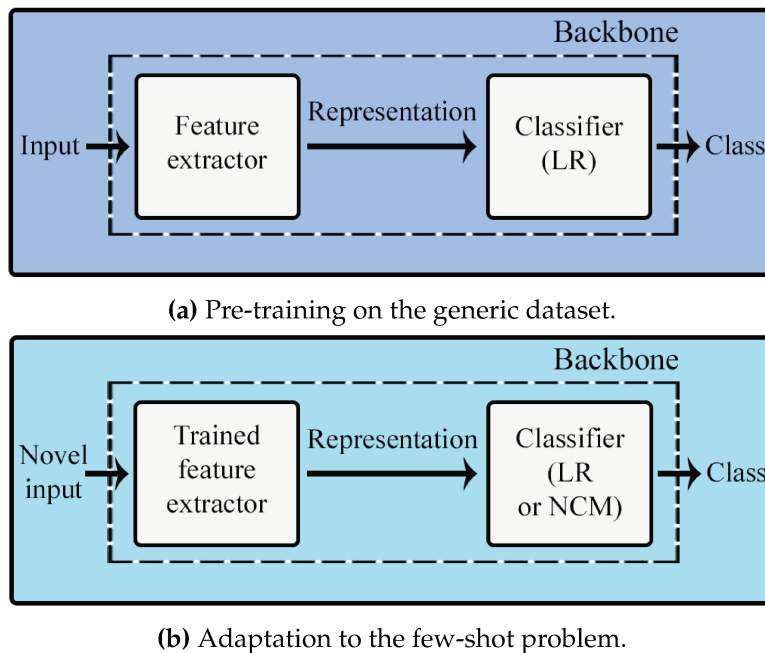 Backbone
Input
Feature
extractor
Representation
Classifier
(LR)
Class
(a) Pre-training on the generic dataset.
Backbone
Novel
input
Trained
feature
extractor
Representation
Classifier
(LR
or NCM)
Class
(b) Adaptation to the few-shot problem.